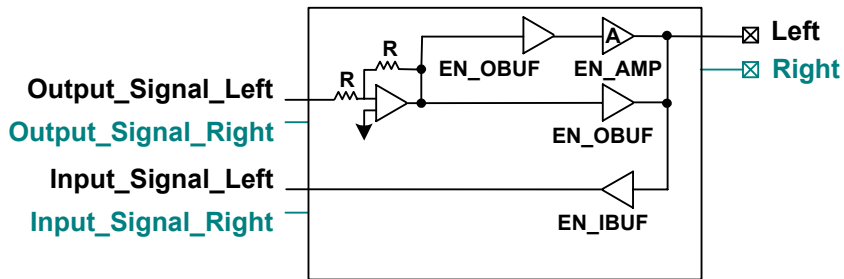 Left
R
A
R
EN_OBUF
EN_AMP
Right
Output_Signal_Left
Output_Signal_Right
EN_OBUF
Input_Signal_Left
Input_Signal_Right
EN_IBUF